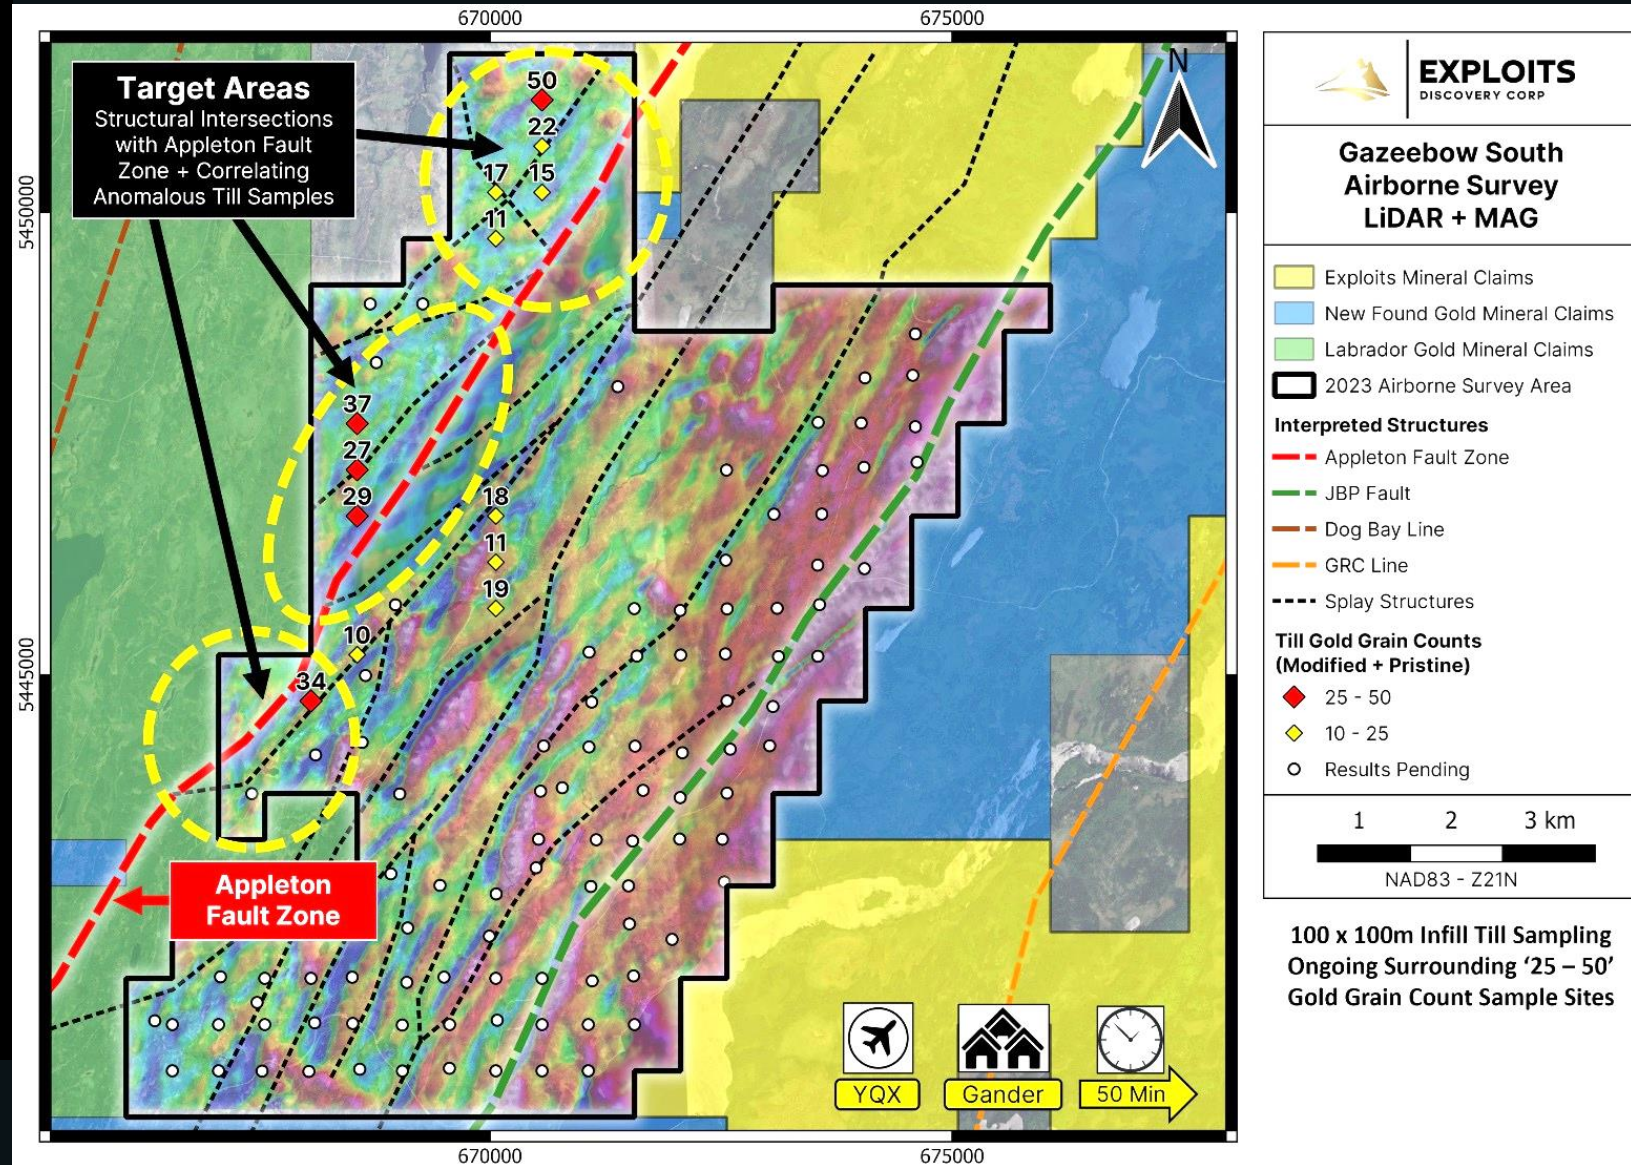 670000
675000
5450000
5445000
Target Areas
Structural Intersections
with Appleton Fault
Zone + Correlating
Anomalous Till Samples
50
22
17
15
11
37
27
29
18
11
19
10
34
Appleton
Fault Zone
N
YQX
Gander
50 Min
670000
675000
EXPLOITS
DISCOVERY CORP
Gazeebow South
Airborne Survey
LiDAR + MAG
Exploits Mineral Claims
New Found Gold Mineral Claims
Labrador Gold Mineral Claims
2023 Airborne Survey Area
Interpreted Structures
Appleton Fault Zone
JBP Fault
Dog Bay Line
GRC Line
Splay Structures
Till Gold Grain Counts
(Modified + Pristine)
25 - 50
10 - 25
Results Pending
1 2 3 km
NAD83 - Z21N
100 x 100m Infill Till Sampling
Ongoing Surrounding ‘25 – 50’
Gold Grain Count Sample Sites